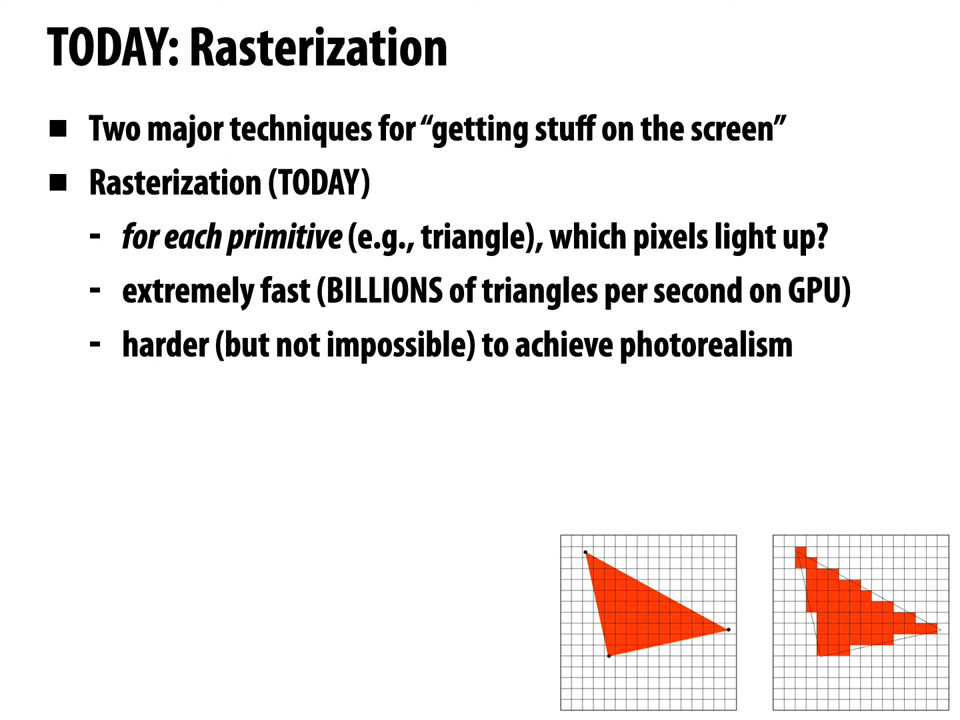 TODAY: Rasterization
■ Two major techniques for “getting stuff on the screen”
■ Rasterization (TODAY)
- for each primitive (e.g., triangle), which pixels light up?
- extremely fast (BILLIONS of triangles per second on GPU)
- harder (but not impossible) to achieve photorealism